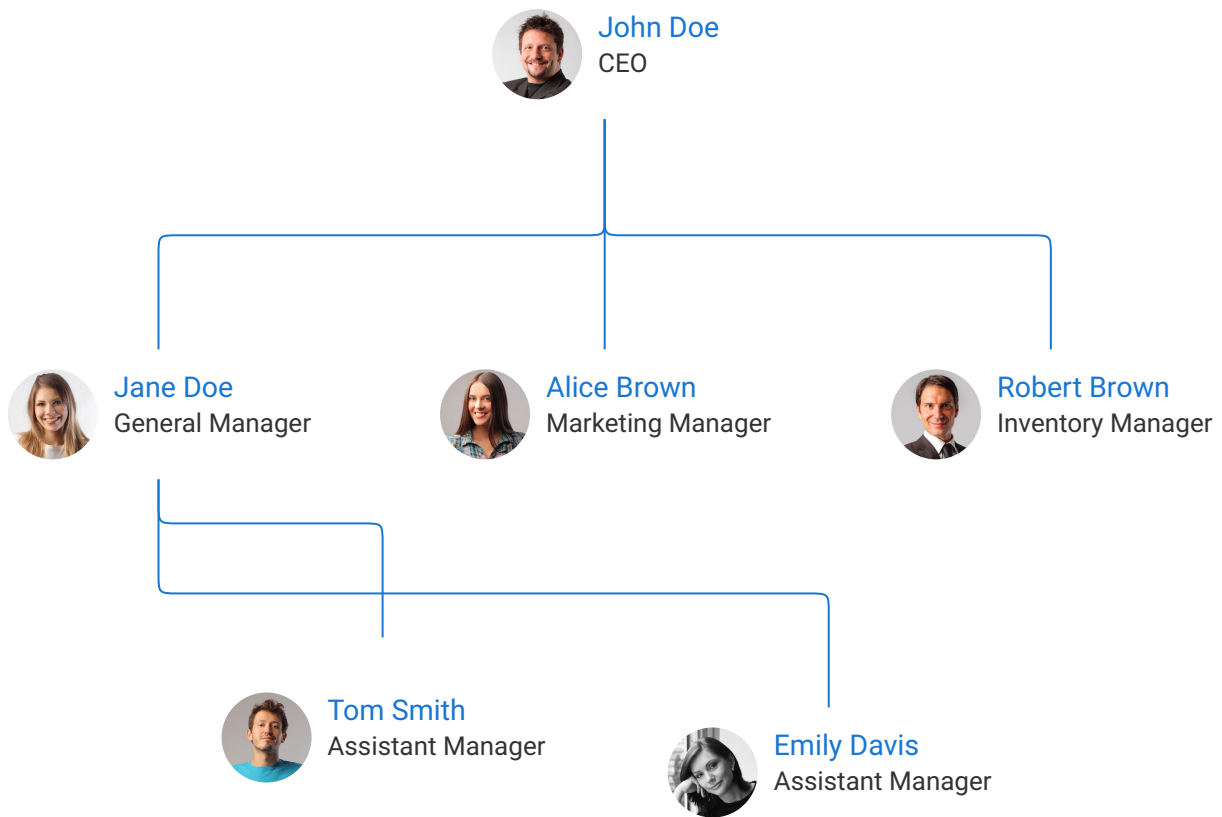 John Doe
CEO
Jane Doe
General Manager
Alice Brown
Marketing Manager
Robert Brown
Inventory Manager
Tom Smith
Assistant Manager
Emily Davis
Assistant Manager